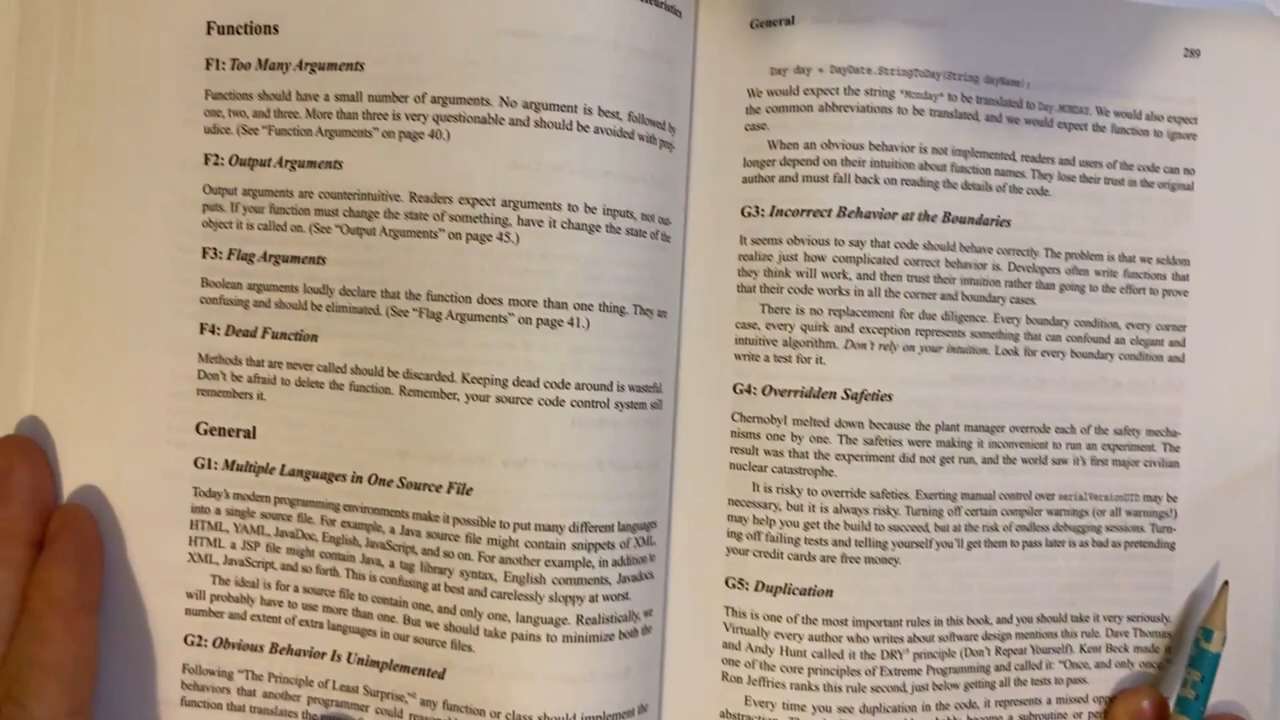 Heuristics
Functions
F1: Too Many Arguments
Functions should have a small number of arguments. No argument is best, followed by
one, two, and three. More than three is very questionable and should be avoided with prej-
udice. (See “Function Arguments” on page 40.)
F2: Output Arguments
Output arguments are counterintuitive. Readers expect arguments to be inputs, not out-
puts. If your function must change the state of something, have it change the state of the
object it is called on. (See “Output Arguments” on page 45.)
F3: Flag Arguments
Boolean arguments loudly declare that the function does more than one thing. They are
confusing and should be eliminated. (See “Flag Arguments” on page 41.)
F4: Dead Function
Methods that are never called should be discarded. Keeping dead code around is wasteful.
Don’t be afraid to delete the function. Remember, your source code control system still
remembers it.
General
G1: Multiple Languages in One Source File
Today’s modern programming environments make it possible to put many different languages
into a single source file. For example, a Java source file might contain snippets of XML,
HTML, YAML, JavaDoc, English, JavaScript, and so on. For another example, in addition to
HTML a JSP file might contain Java, a tag library syntax, English comments, Javadocs,
XML, JavaScript, and so forth. This is confusing at best and carelessly sloppy at worst.
The ideal is for a source file to contain one, and only one, language. Realistically, we
will probably have to use more than one. But we should take pains to minimize both the
number and extent of extra languages in our source files.
G2: Obvious Behavior Is Unimplemented
Following “The Principle of Least Surprise,” any function or class should implement the
behaviors that another programmer could
function that translates the
General
289
Day day = DayDate.StringToDay(String dayName);
We would expect the string "Monday" to be translated to Day.MONDAY. We would also expect
the common abbreviations to be translated, and we would expect the function to ignore
case.
When an obvious behavior is not implemented, readers and users of the code can no
longer depend on their intuition about function names. They lose their trust in the original
author and must fall back on reading the details of the code.
G3: Incorrect Behavior at the Boundaries
It seems obvious to say that code should behave correctly. The problem is that we seldom
realize just how complicated correct behavior is. Developers often write functions that
they think will work, and then trust their intuition rather than going to the effort to prove
that their code works in all the corner and boundary cases.
There is no replacement for due diligence. Every boundary condition, every corner
case, every quirk and exception represents something that can confound an elegant and
intuitive algorithm. Don’t rely on your intuition. Look for every boundary condition and
write a test for it.
G4: Overridden Safeties
Chernobyl melted down because the plant manager overrode each of the safety mecha-
nisms one by one. The safeties were making it inconvenient to run an experiment. The
result was that the experiment did not get run, and the world saw it’s first major civilian
nuclear catastrophe.
It is risky to override safeties. Exerting manual control over serialVersionUID may be
necessary, but it is always risky. Turning off certain compiler warnings (or all warnings!)
may help you get the build to succeed, but at the risk of endless debugging sessions. Turn-
ing off failing tests and telling yourself you’ll get them to pass later is as bad as pretending
your credit cards are free money.
G5: Duplication
This is one of the most important rules in this book, and you should take it very seriously.
Virtually every author who writes about software design mentions this rule. Dave Thomas
and Andy Hunt called it the DRY principle (Don’t Repeat Yourself). Kent Beck made it
one of the core principles of Extreme Programming and called it: “Once, and only once.”
Ron Jeffries ranks this rule second, just below getting all the tests to pass.
Every time you see duplication in the code, it represents a missed
become a subroutine or